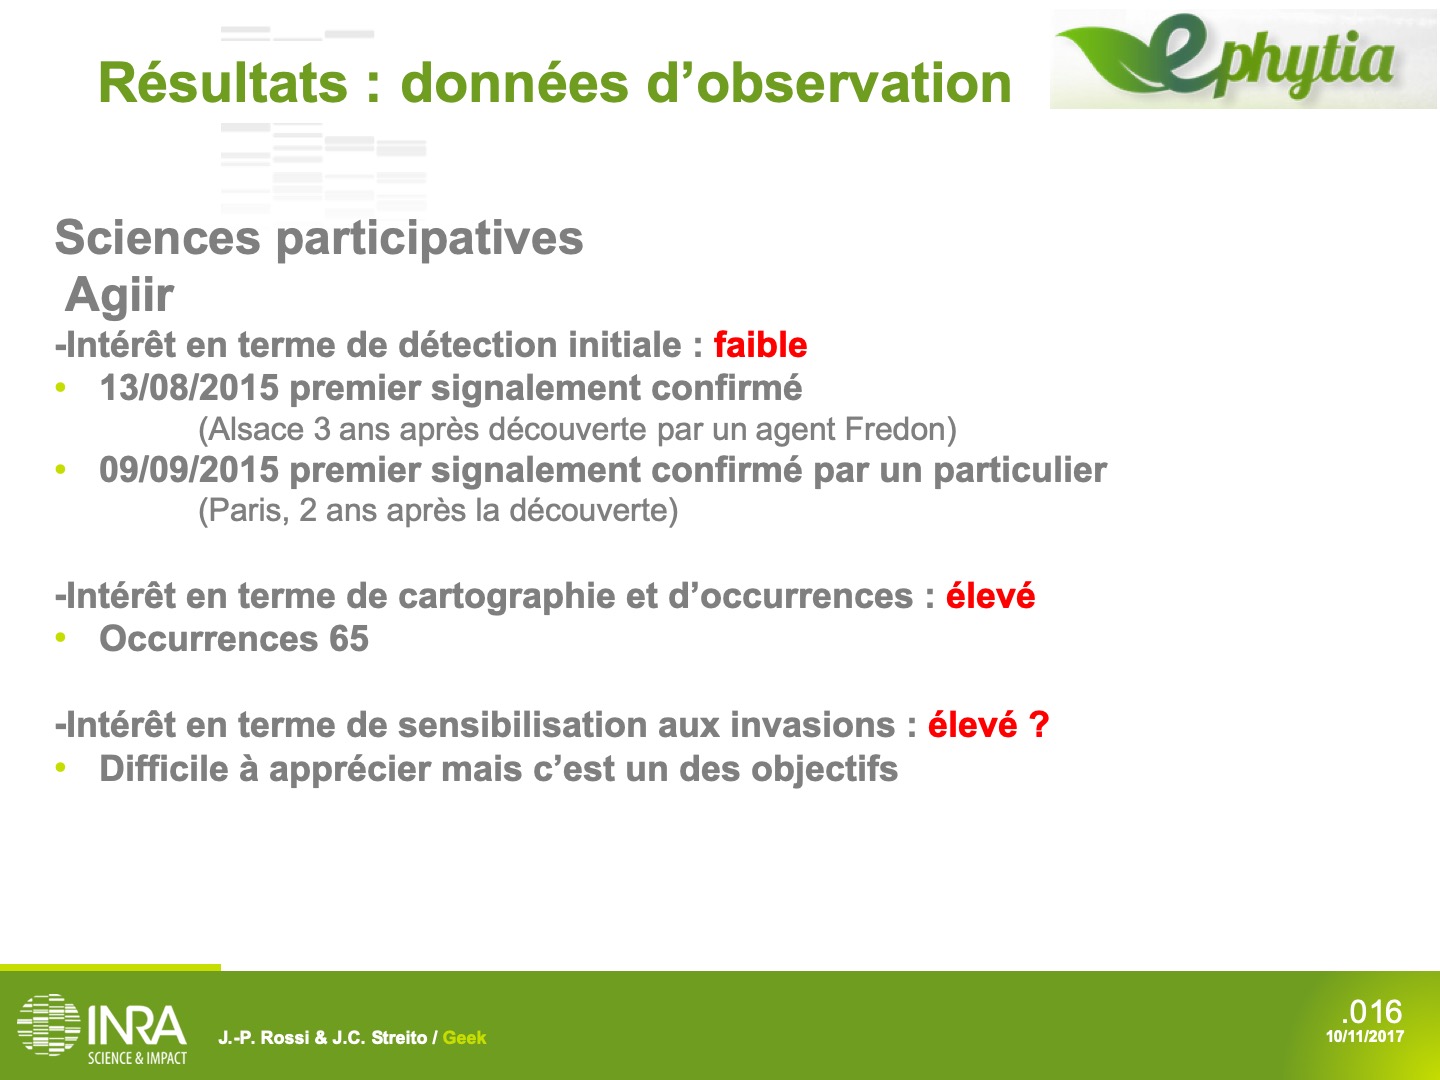 Résultats : données d’observation
ephytia
Sciences participatives
Agiir
-Intérêt en terme de détection initiale : faible
• 13/08/2015 premier signalement confirmé
(Alsace 3 ans après découverte par un agent Fredon)
• 09/09/2015 premier signalement confirmé par un particulier
(Paris, 2 ans après la découverte)
-Intérêt en terme de cartographie et d’occurrences : élevé
• Occurrences 65
-Intérêt en terme de sensibilisation aux invasions : élevé ?
• Difficile à apprécier mais c’est un des objectifs
INRA
SCIENCE & IMPACT
J.-P. Rossi & J.C. Streito / Geek
.016
10/11/2017